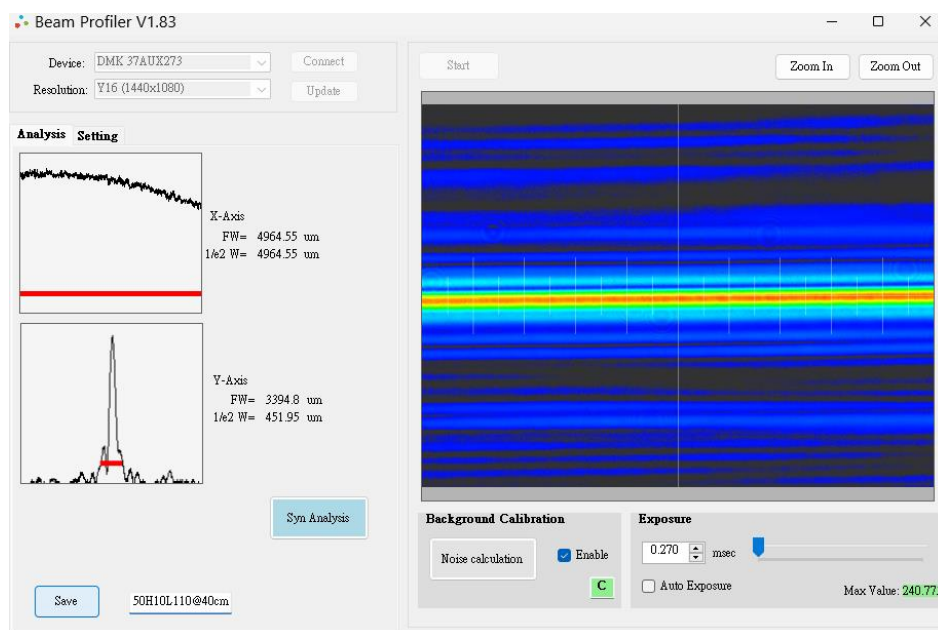 Beam Profiler V1.83
Device: DMK 37AUX273 Connect
Resolution: Y16 (1440x1080) Update
Start Zoom In Zoom Out
Analysis Setting
X-Axis
FW= 4964.55 um
1/e2 W= 4964.55 um
Y-Axis
FW= 3394.8 um
1/e2 W= 451.95 um
Syn Analysis
Save 50H10L110@40cm
Background Calibration
Noise calculation Enable
C
Exposure
0.270 msec
Auto Exposure Max Value: 240.77